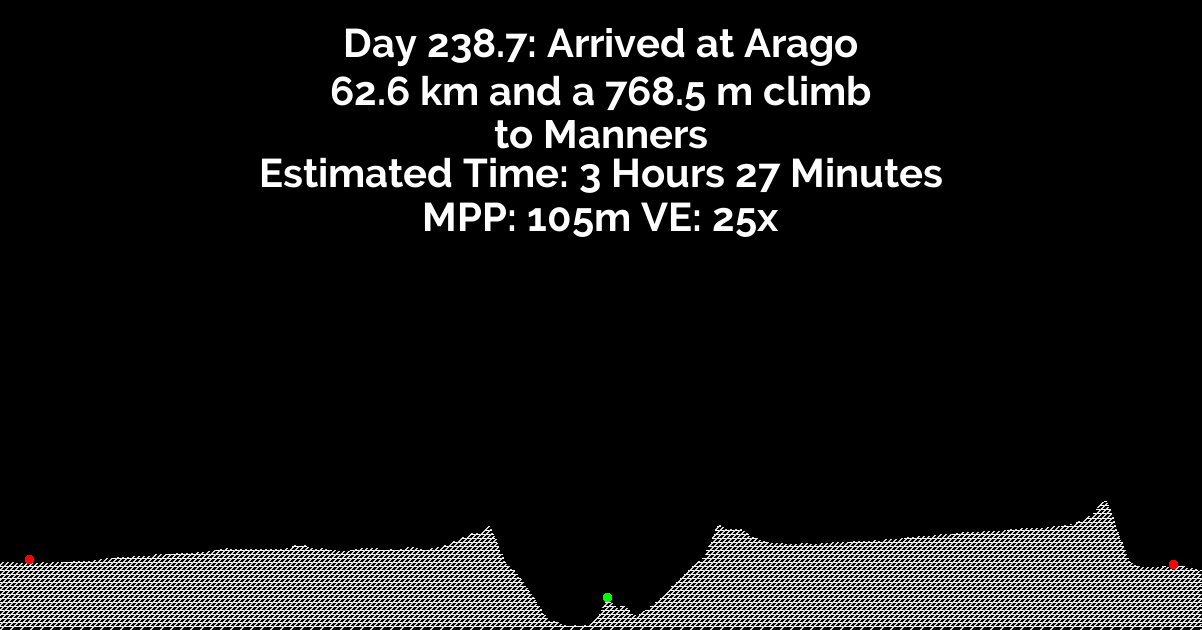 Day 238.7: Arrived at Arago
62.6 km and a 768.5 m climb
to Manners
Estimated Time: 3 Hours 27 Minutes
MPP: 105m VE: 25x